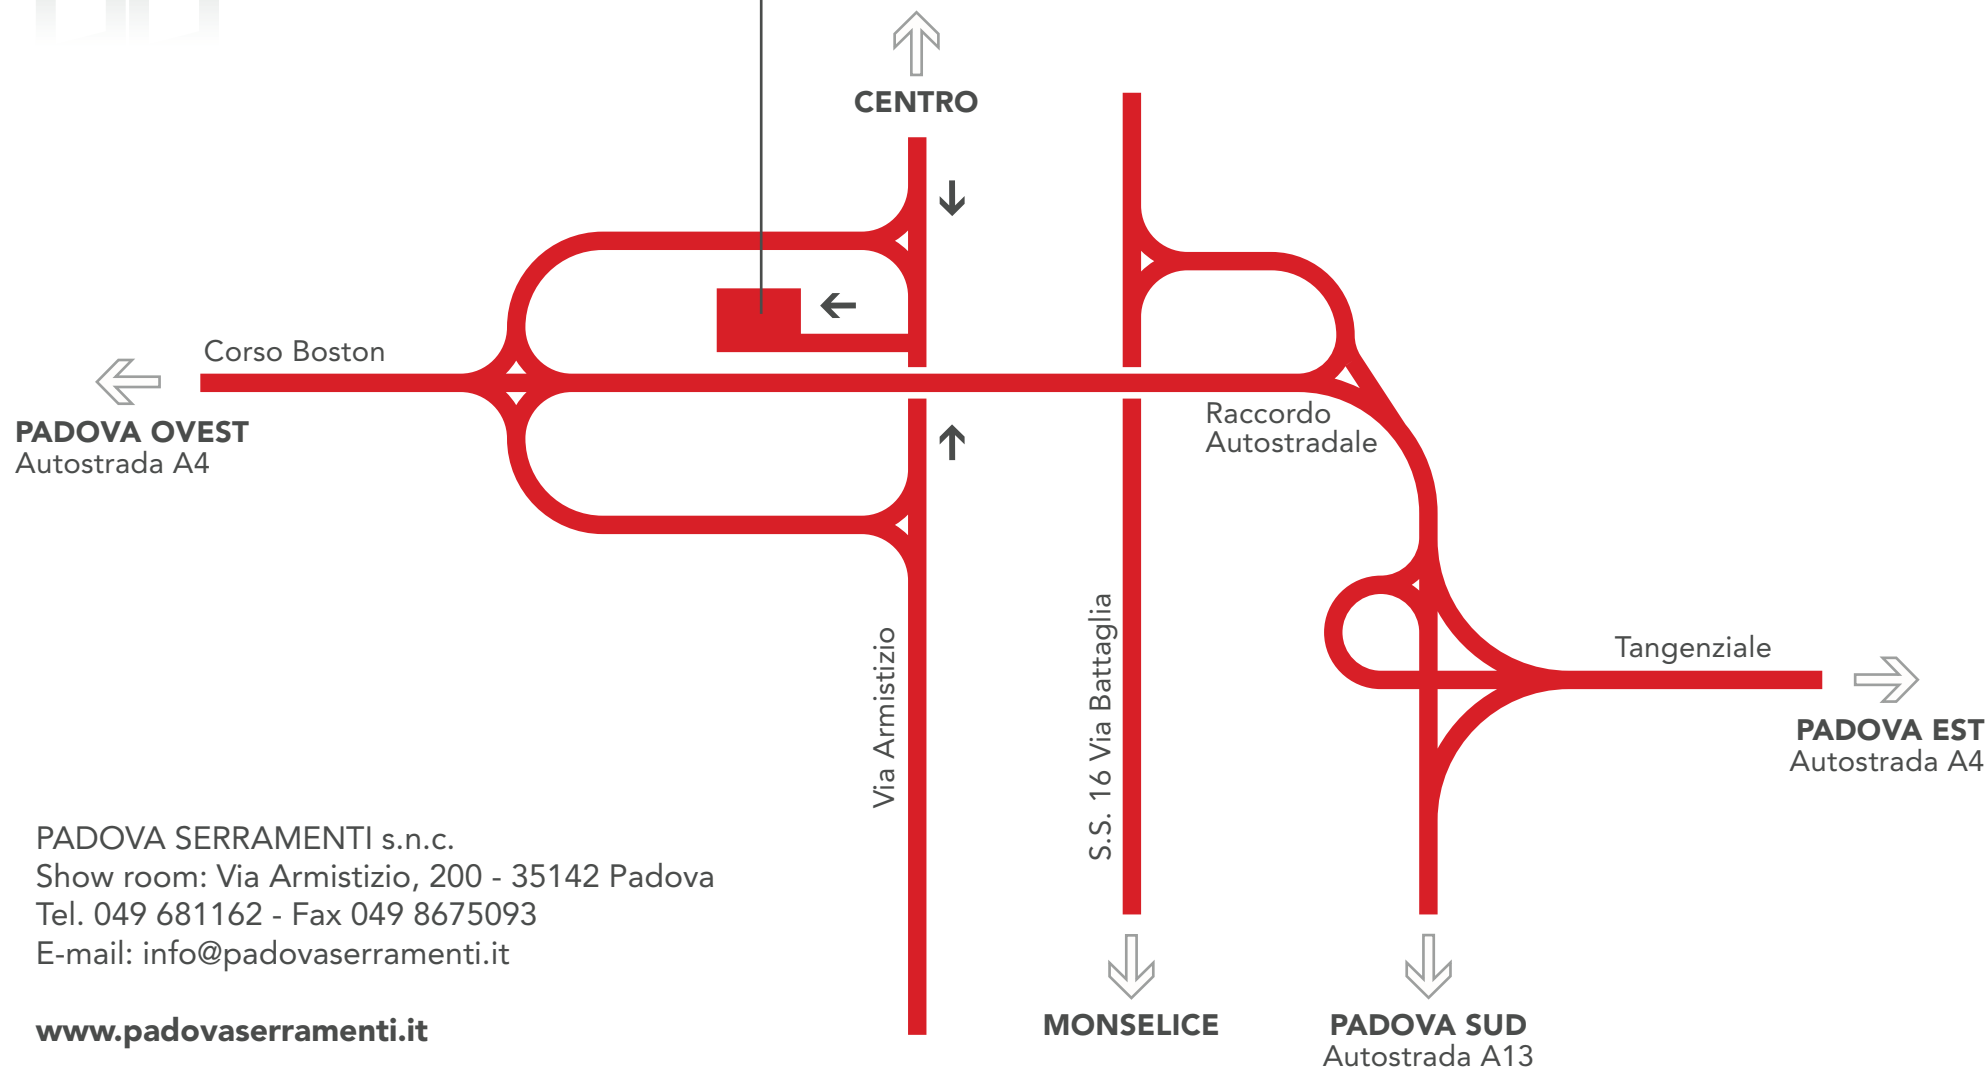 CENTRO
Corso Boston
PADOVA OVEST
Autostrada A4
Raccordo
Autostradale
Via Armistizio
S.S. 16 Via Battaglia
Tangenziale
PADOVA EST
Autostrada A4
PADOVA SERRAMENTI s.n.c.
Show room: Via Armistizio, 200 - 35142 Padova
Tel. 049 681162 - Fax 049 8675093
E-mail: info@padovaserramenti.it
www.padovaserramenti.it
MONSELICE
PADOVA SUD
Autostrada A13